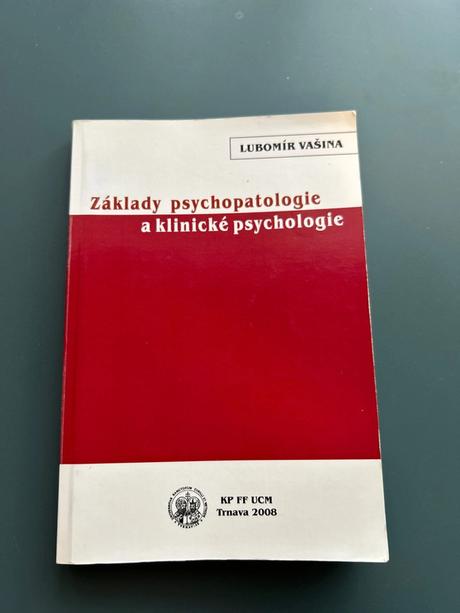 LUBOMÍR VAŠINA
Základy psychopatologie
a klinické psychologie
KP FF UCM
Trnava 2008